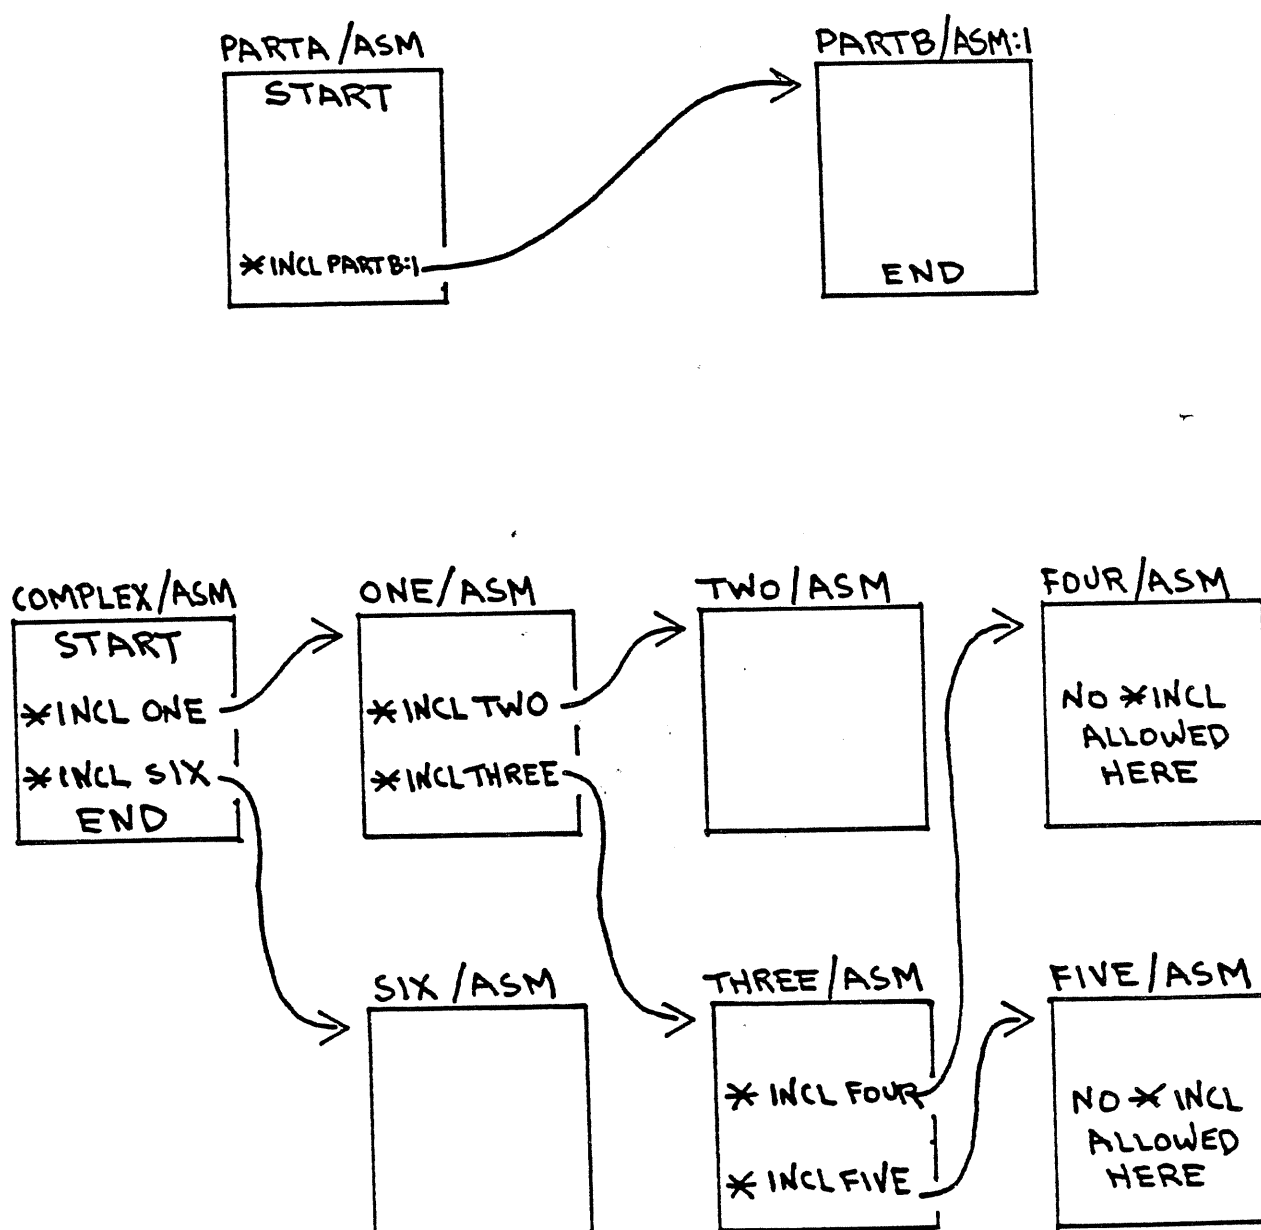 PARTA/ASM
START
*INCL PARTB:1
PARTB/ASM:1
END
COMPLEX/ASM
START
*INCL ONE
*INCL SIX
END
ONE/ASM
*INCL TWO
*INCL THREE
TWO/ASM
FOUR/ASM
NO *INCL
ALLOWED
HERE
SIX/ASM
THREE/ASM
* INCL FOUR
* INCL FIVE
FIVE/ASM
NO * INCL
ALLOWED
HERE